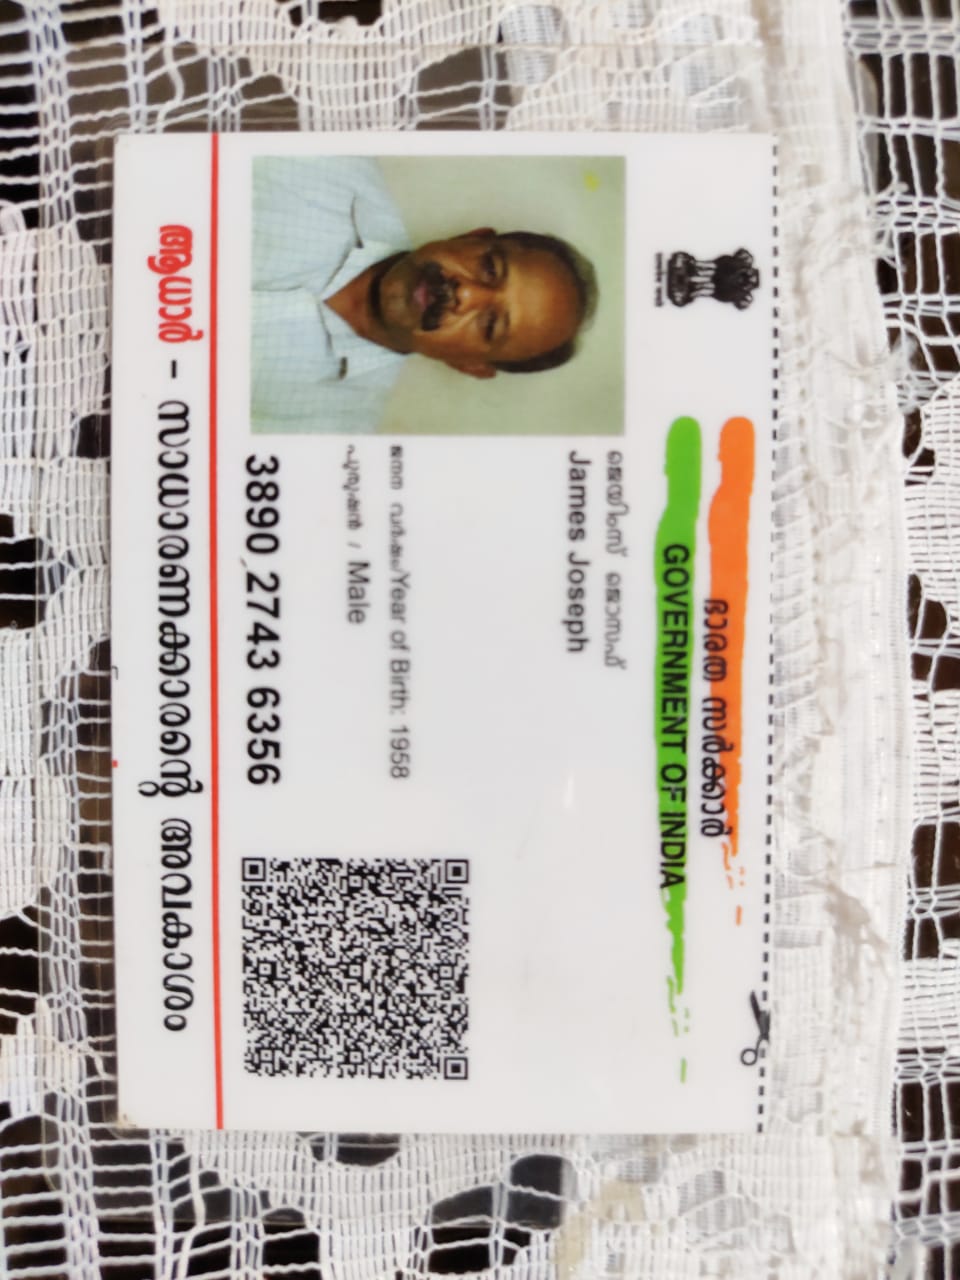 ഭാരത സർക്കാർ
GOVERNMENT OF INDIA
ജെയിംസ് ജോസഫ്
James Joseph
ജനന വർഷം/Year of Birth: 1958
പുരുഷൻ / Male
3890 2743 6356
ആധാർ - സാധാരണക്കാരന്റെ അവകാശം